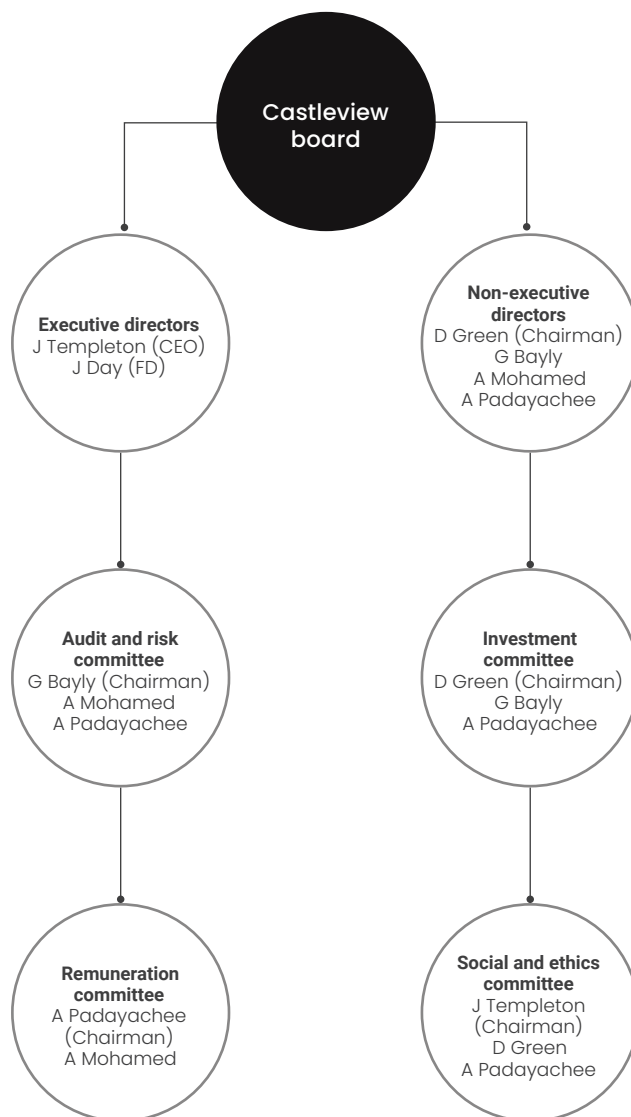 Castleview
board
Executive directors
J Templeton (CEO)
J Day (FD)
Non-executive
directors
D Green (Chairman)
G Bayly
A Mohamed
A Padayachee
Audit and risk
committee
G Bayly (Chairman)
A Mohamed
A Padayachee
Investment
committee
D Green (Chairman)
G Bayly
A Padayachee
Remuneration
committee
A Padayachee
(Chairman)
A Mohamed
Social and ethics
committee
J Templeton
(Chairman)
D Green
A Padayachee